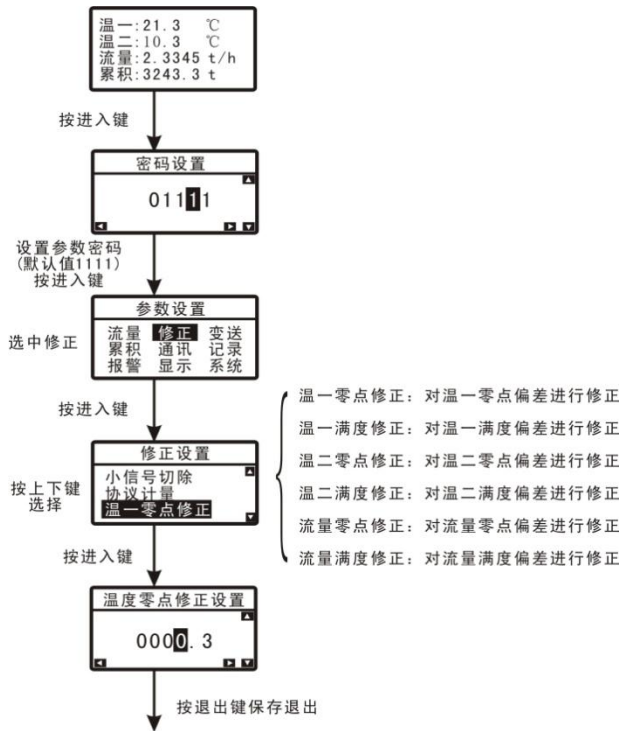 温一:21.3 ℃
温二:10.3 ℃
流量:2.3345 t/h
累积:3243.3 t
按进入键
密码设置
01111
设置参数密码
(默认值1111)
按进入键
参数设置
流量 修正 变送
累积 通讯 记录
报警 显示 系统
选中修正
按进入键
修正设置
小信号切除
协议计量
温一零点修正
按上下键
选择
温一零点修正：对温一零点偏差进行修正
温一满度修正：对温一满度偏差进行修正
温二零点修正：对温二零点偏差进行修正
温二满度修正：对温二满度偏差进行修正
流量零点修正：对流量零点偏差进行修正
流量满度修正：对流量满度偏差进行修正
按进入键
温度零点修正设置
0000.3
按退出键保存退出